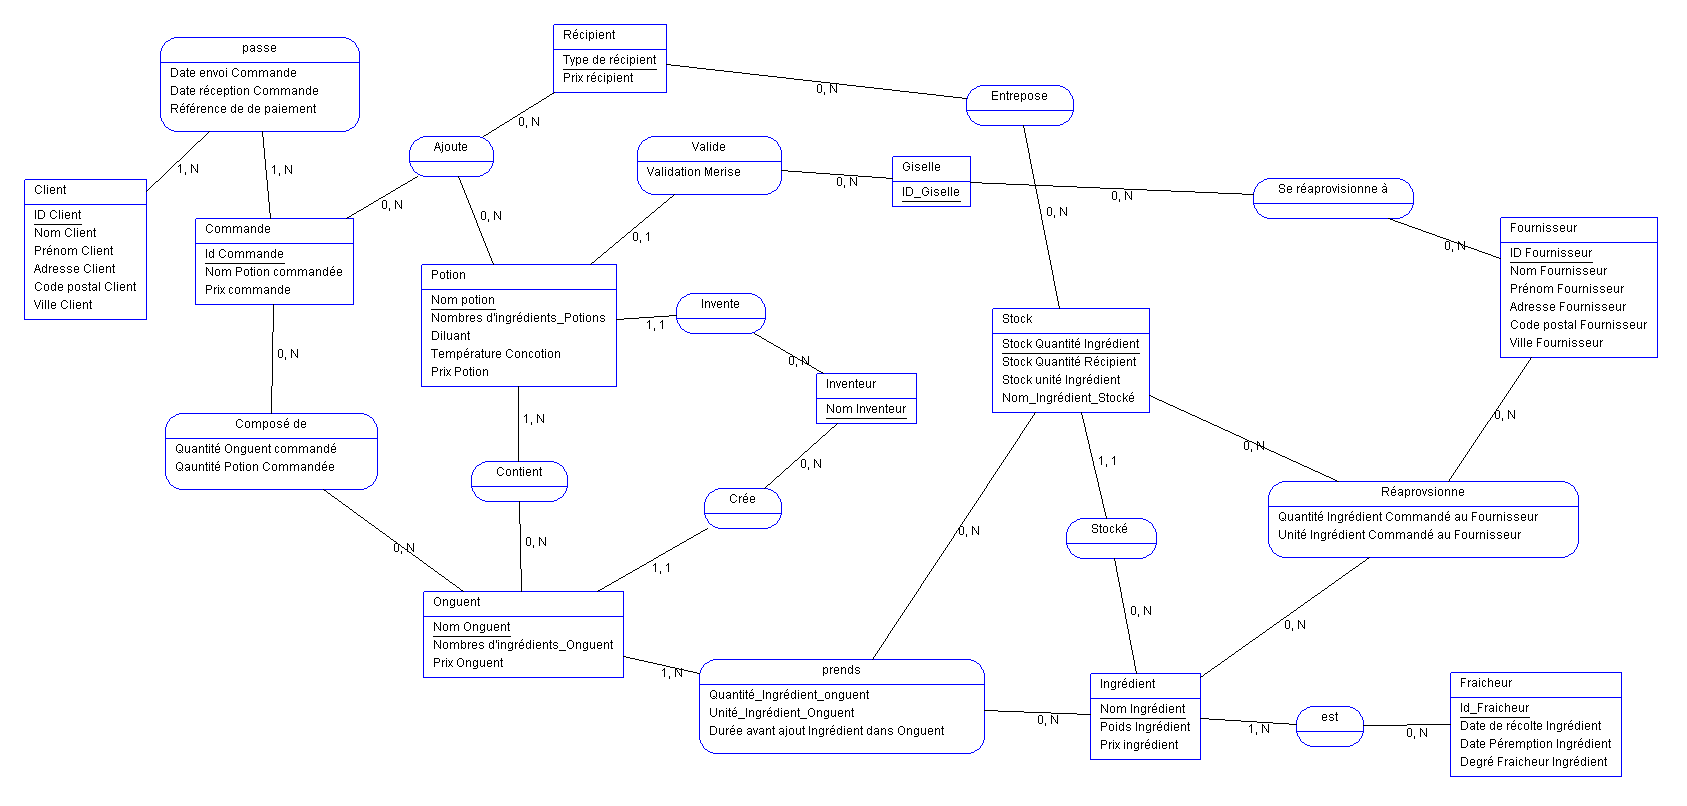 passe
Date envoi Commande
Date réception Commande
Référence de de paiement
1, N
1, N
Client
ID Client
Nom Client
Prénom Client
Adresse Client
Code postal Client
Ville Client
Commande
Id Commande
Nom Potion commandée
Prix commande
0, N
Composé de
Quantité Onguent commandé
Qauntité Potion Commandée
0, N
Récipient
Type de récipient
Prix récipient
0, N
0, N
Ajoute
0, N
0, N
Valide
Validation Merise
0, N
0, 1
Giselle
ID_Giselle
0, N
Entrepose
0, N
Se réaprovisionne à
0, N
Fournisseur
ID Fournisseur
Nom Fournisseur
Prénom Fournisseur
Adresse Fournisseur
Code postal Fournisseur
Ville Fournisseur
0, N
Potion
Nom potion
Nombres d'ingrédients_Potions
Diluant
Température Concotion
Prix Potion
1, 1
Invente
0, N
Inventeur
Nom Inventeur
0, N
Crée
1, 1
1, N
Contient
0, N
Onguent
Nom Onguent
Nombres d'ingrédients_Onguent
Prix Onguent
1, N
Stock
Stock Quantité Ingrédient
Stock Quantité Récipient
Stock unité Ingrédient
Nom_Ingrédient_Stocké
0, N
1, 1
0, N
Stocké
0, N
Réaprovsionne
Quantité Ingrédient Commandé au Fournisseur
Unité Ingrédient Commandé au Fournisseur
0, N
prends
Quantité_Ingrédient_onguent
Unité_Ingrédient_Onguent
Durée avant ajout Ingrédient dans Onguent
0, N
Ingrédient
Nom Ingrédient
Poids Ingrédient
Prix ingrédient
1, N
est
0, N
Fraicheur
Id_Fraicheur
Date de récolte Ingrédient
Date Péremption Ingrédient
Degré Fraicheur Ingrédient